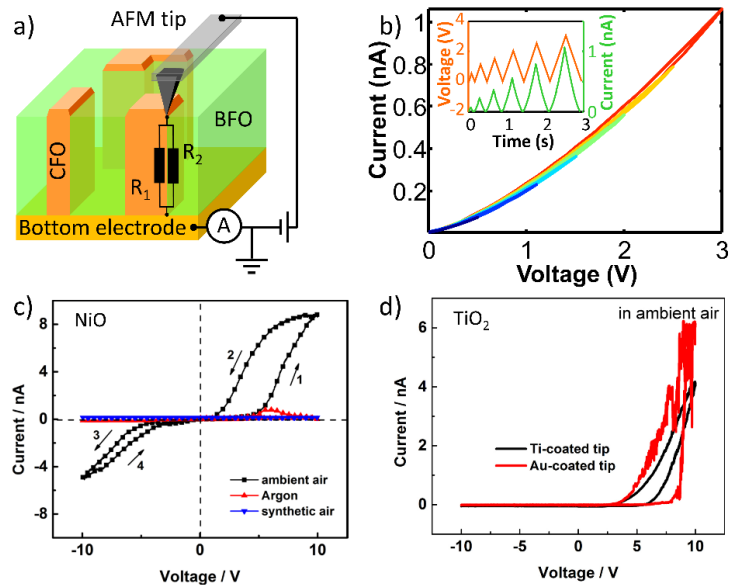 a)
AFM tip
BFO
CFO
R1
R2
Bottom electrode
A
b)
Current (nA)
1
0.8
0.6
0.4
0.2
0
1
2
3
Voltage (V)
Voltage (V)
4
2
0
-2
Current (nA)
1
0
0
1
2
3
Time (s)
c)
NiO
Current / nA
8
4
0
-4
-8
1
2
3
4
ambient air
Argon
synthetic air
-10
0
10
Voltage / V
d)
TiO2
in ambient air
Current / nA
6
4
2
0
Ti-coated tip
Au-coated tip
-10
-5
0
5
10
Voltage / V